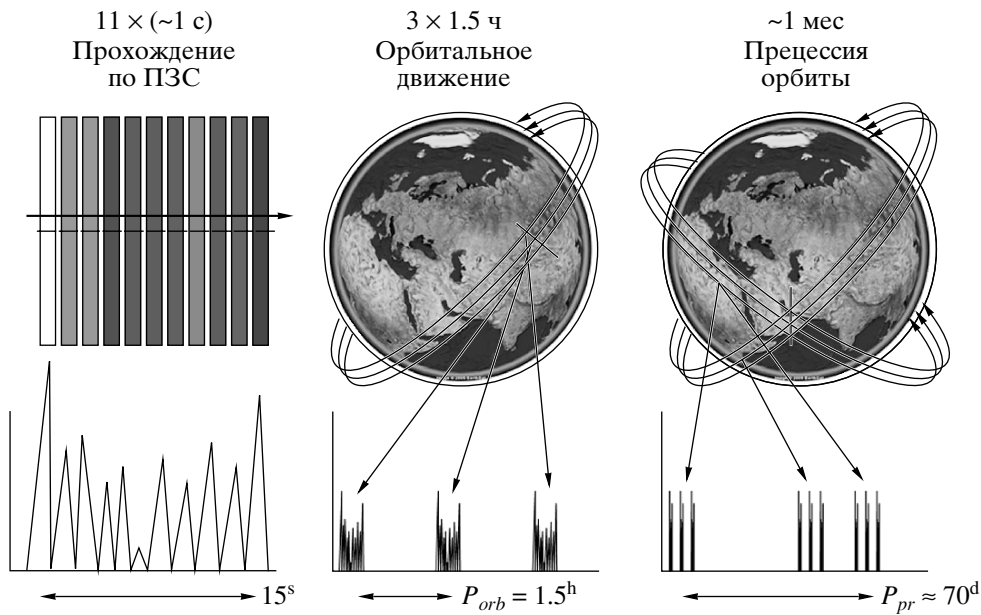 11 × (~1 с)
Прохождение
по ПЗС
3 × 1.5 ч
Орбитальное
движение
~1 мес
Прецессия
орбиты
15ˢ
P_orb = 1.5ʰ
P_pr ≈ 70ᵈ